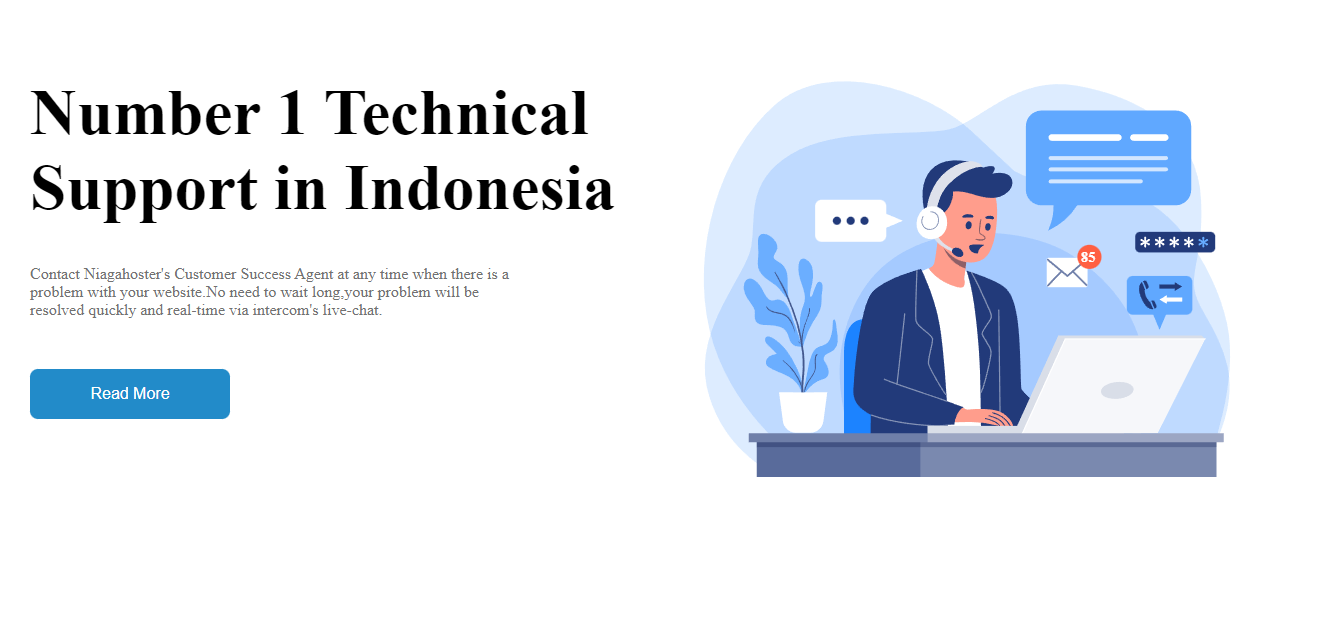 Number 1 Technical
Support in Indonesia
Contact Niagahoster's Customer Success Agent at any time when there is a
problem with your website.No need to wait long,your problem will be
resolved quickly and real-time via intercom's live-chat.
Read More
*****
85